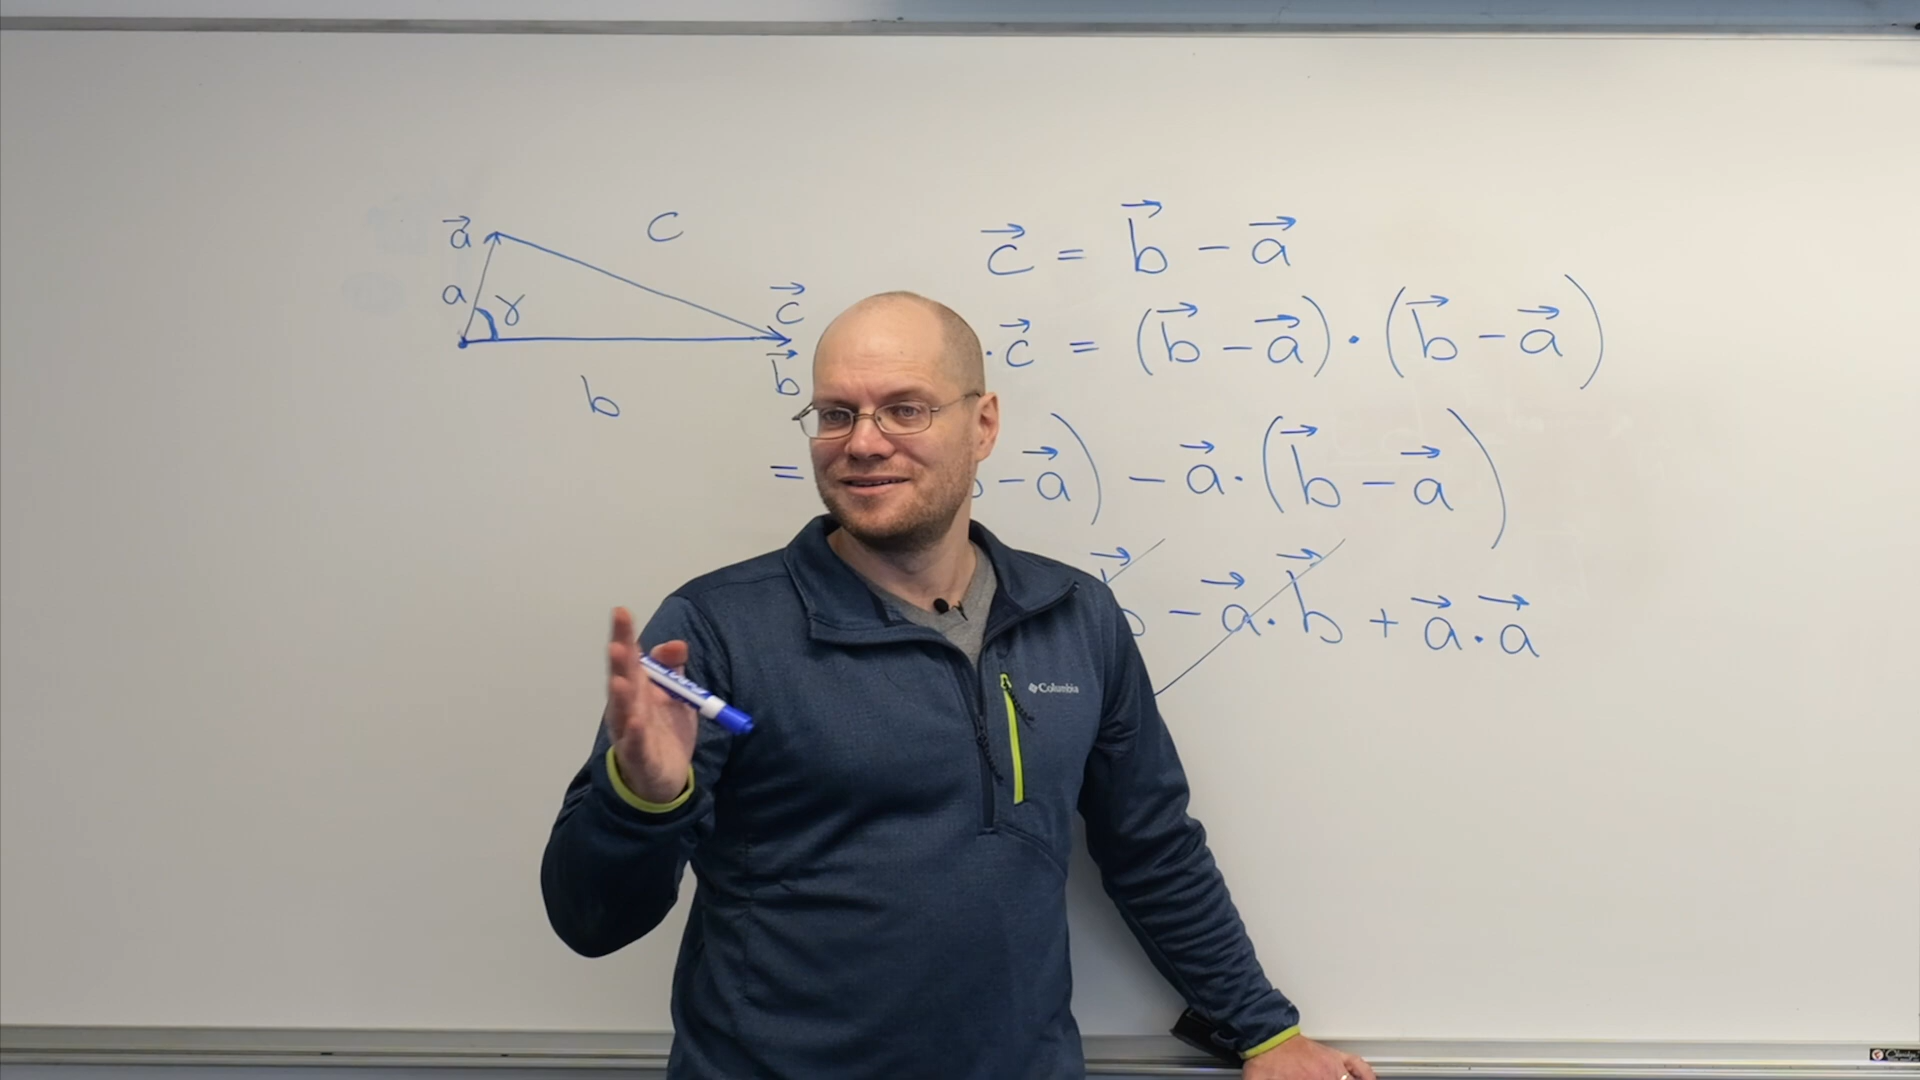 a⃗
c
a
γ
c⃗
b⃗
b
c⃗ = b⃗ - a⃗
· c⃗ = (b⃗ - a⃗) · (b⃗ - a⃗)
= - a⃗) - a⃗ · (b⃗ - a⃗)
b⃗ - a⃗ · b⃗ + a⃗ · a⃗
Columbia